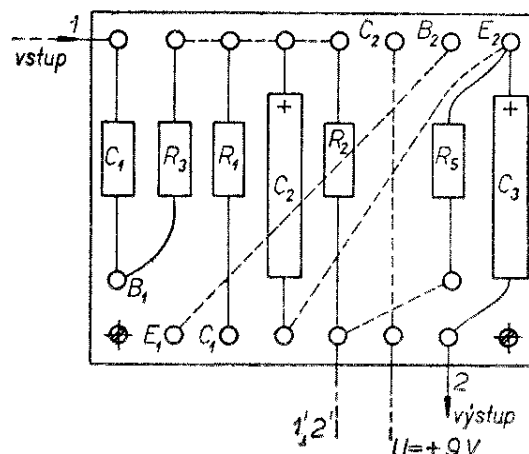 1
vstup
C2 B2 E2
+ +
C1 R3 R1 C2 R2 R5 C3
B1
E1 C1
1',2' 2
výstup
U=+9V